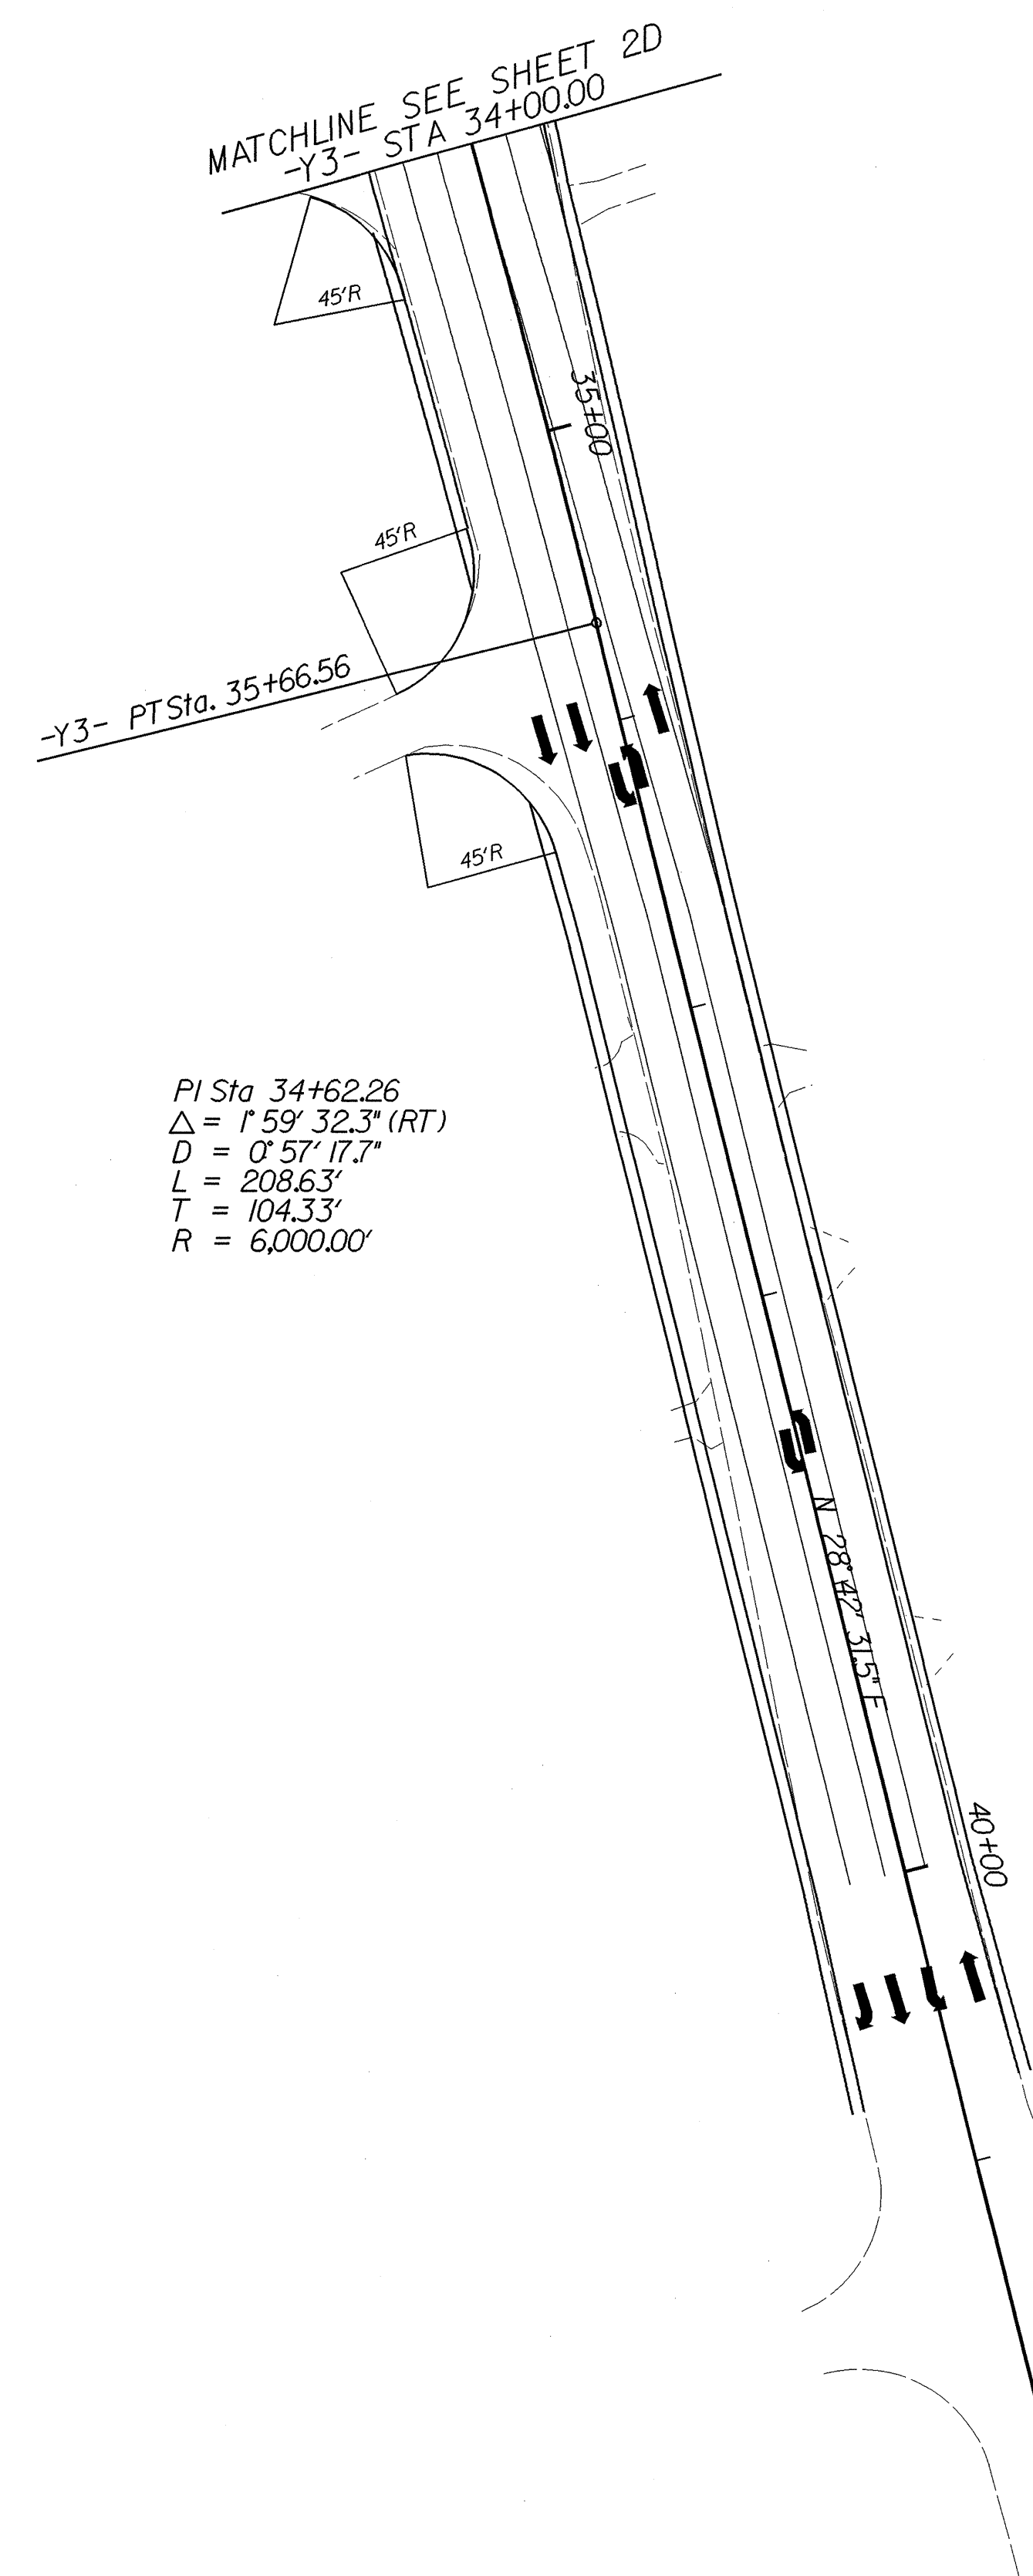 MATCHLINE SEE SHEET 2D
-Y3- STA 34+00.00
45'R
35+00
45'R
-Y3- PT Sta. 35+66.56
45'R
PI Sta 34+62.26
Δ = 1° 59' 32.3" (RT)
D = 0° 57' 17.7"
L = 208.63'
T = 104.33'
R = 6,000.00'
N 28° 42' 31.5" E
40+00